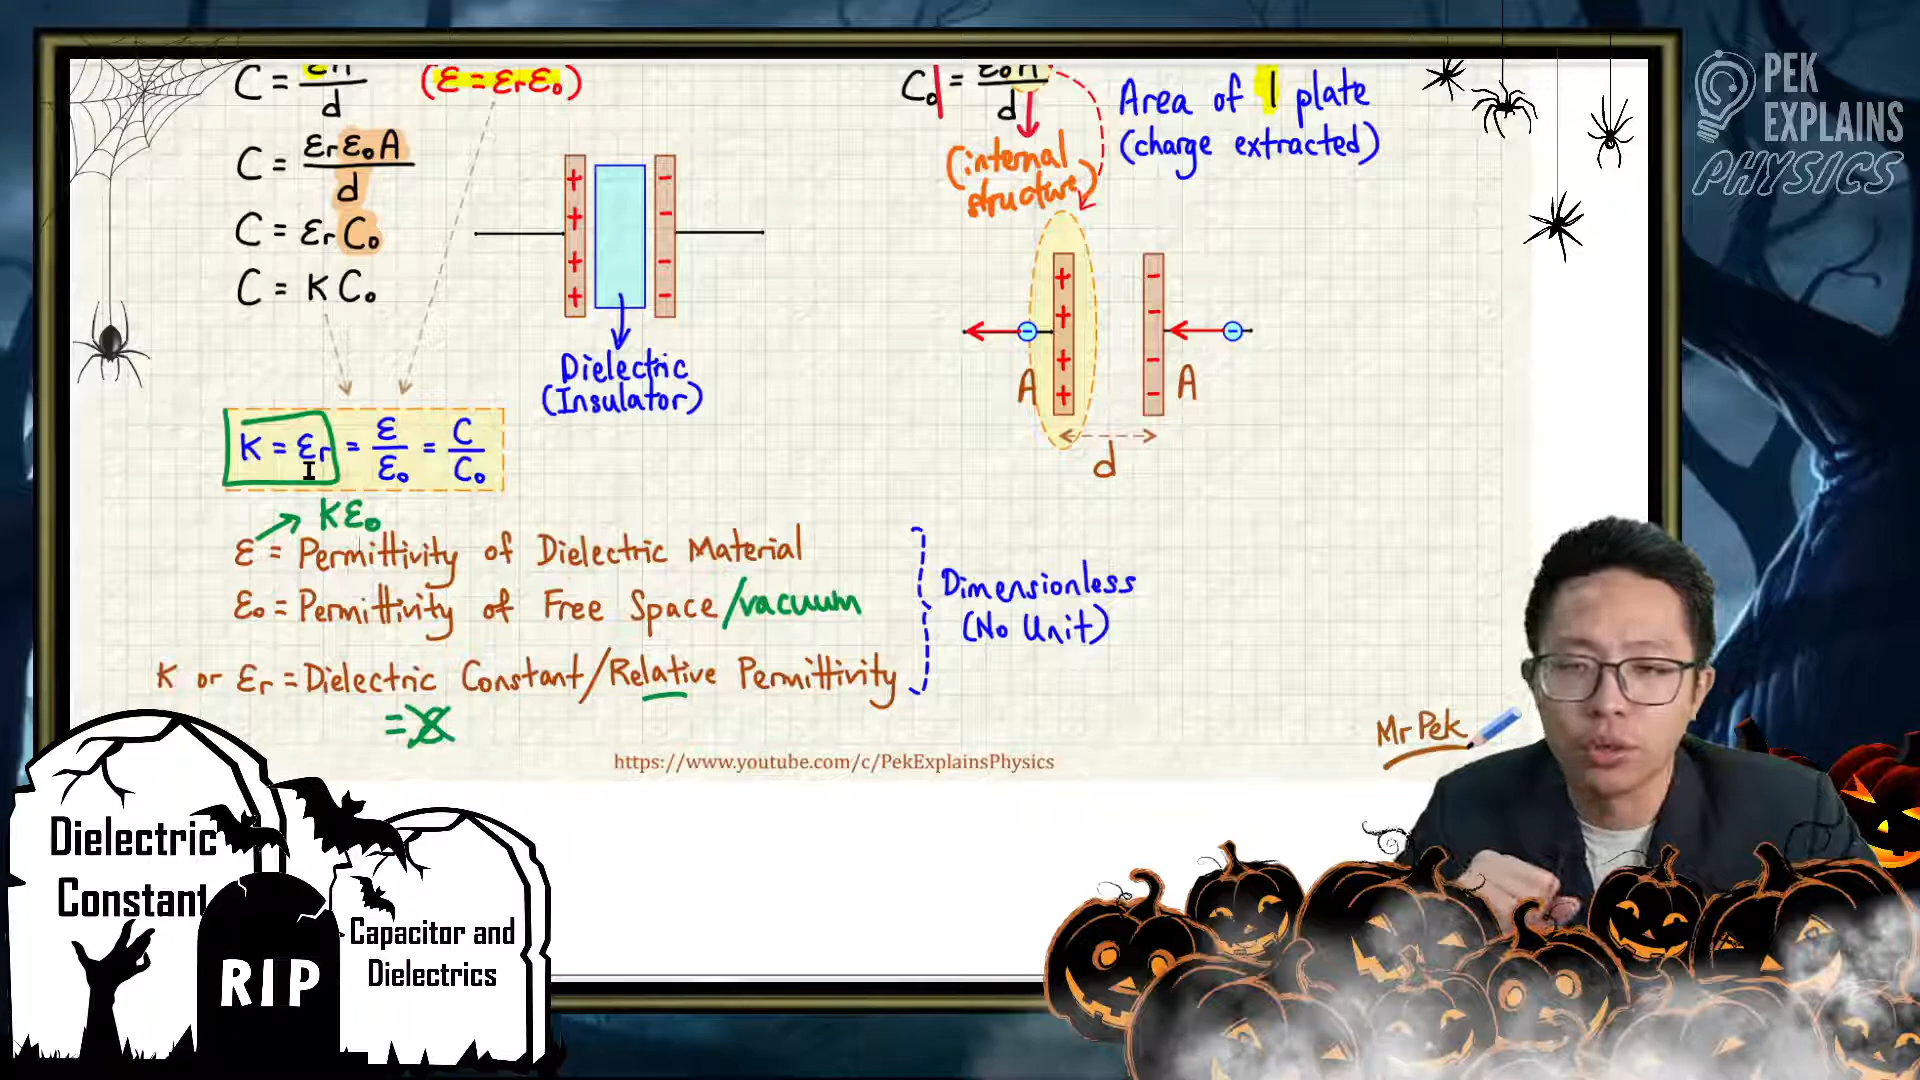 C = εA/d (ε = εrε₀)
C = εrε₀A/d
C = εr C₀
C = K C₀
+ + + +
- - - -
Dielectric
(Insulator)
K = εr = ε/ε₀ = C/C₀
Kε₀
ε = Permittivity of Dielectric Material
ε₀ = Permittivity of Free Space/vacuum
K or εr = Dielectric Constant/Relative Permittivity
=
Dimensionless
(No Unit)
C₀ = ε₀A/d
Area of 1 plate
(charge extracted)
(internal
structure)
+ + + +
- - - -
- -
A A
d
Mr Pek
https://www.youtube.com/c/PekExplainsPhysics
PEK
EXPLAINS
PHYSICS
Dielectric
Constant
RIP
Capacitor and
Dielectrics